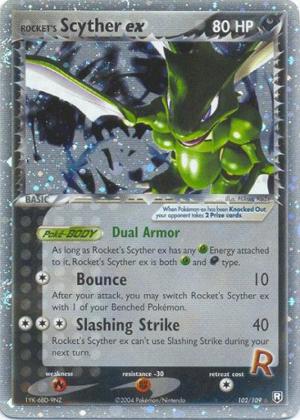 ROCKET'S Scyther ex 80 HP
BASIC
When Pokémon-ex has been Knocked Out,
your opponent takes 2 Prize cards.
Poké-BODY Dual Armor
As long as Rocket's Scyther ex has any Energy attached
to it, Rocket's Scyther ex is both and .
Bounce 10
After your attack, you may switch Rocket's Scyther ex
with 1 of your Benched Pokémon.
Slashing Strike 40
Rocket's Scyther ex can't use Slashing Strike during
your next turn.
weakness resistance -30 retreat cost
R
1YK-68D-9NZ ©2004 Pokémon/Nintendo 102/109
R